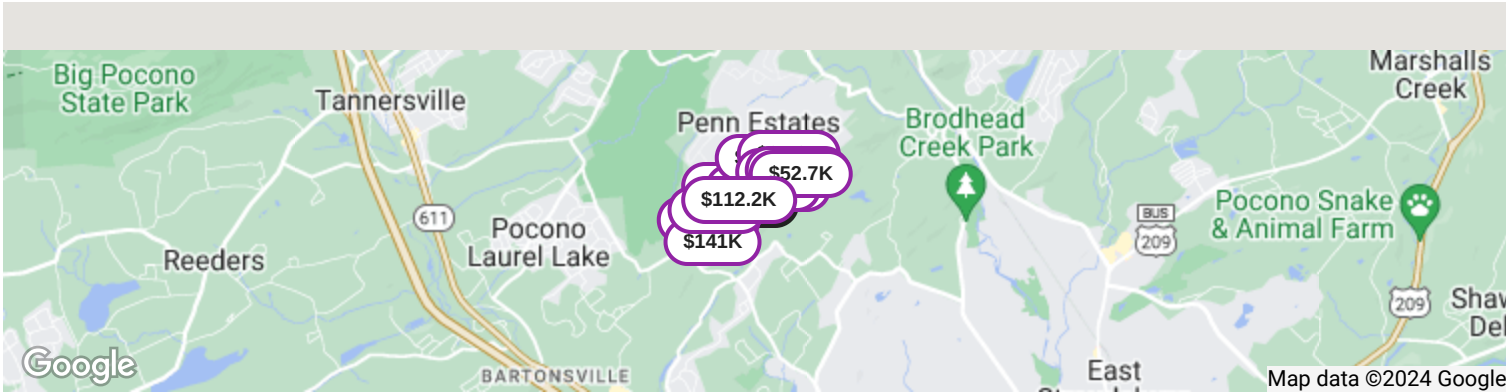 Big Pocono
State Park
Tannersville
Penn Estates
Brodhead
Creek Park
Marshalls
Creek
$52.7K
$112.2K
$141K
611
Pocono
Laurel Lake
Reeders
BUS
209
Pocono Snake
& Animal Farm
209
Google
BARTONSVILLE
East
Map data ©2024 Google